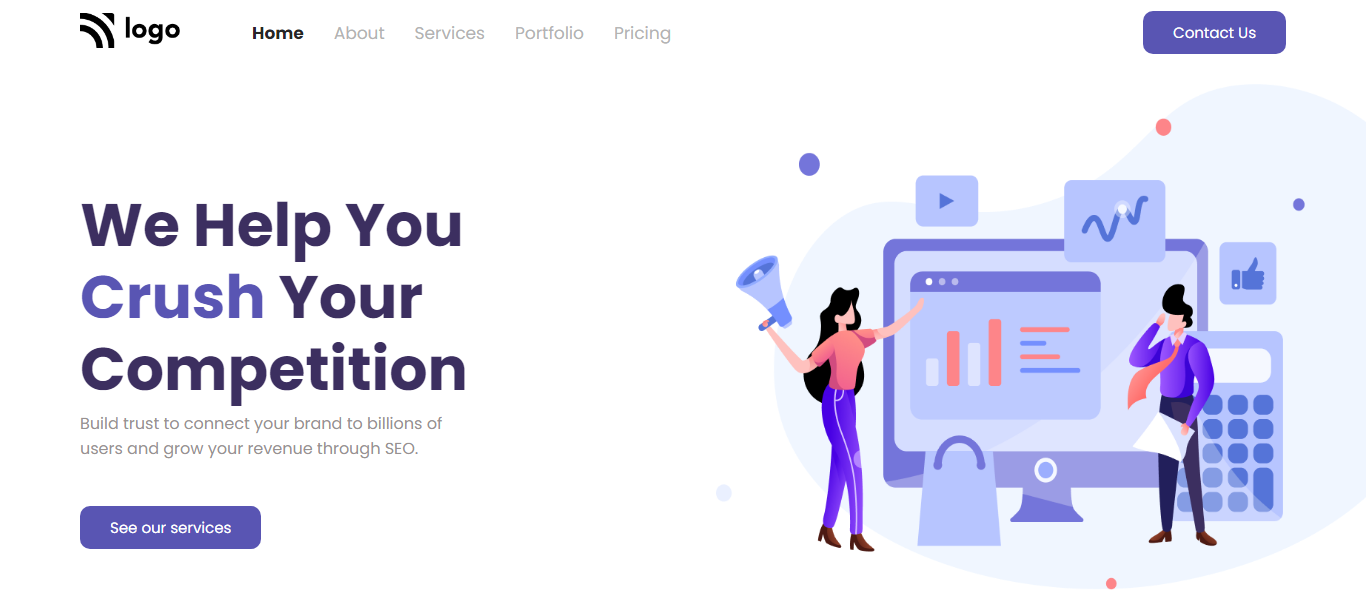 logo
Home About Services Portfolio Pricing
Contact Us
We Help You
Crush Your
Competition
Build trust to connect your brand to billions of
users and grow your revenue through SEO.
See our services